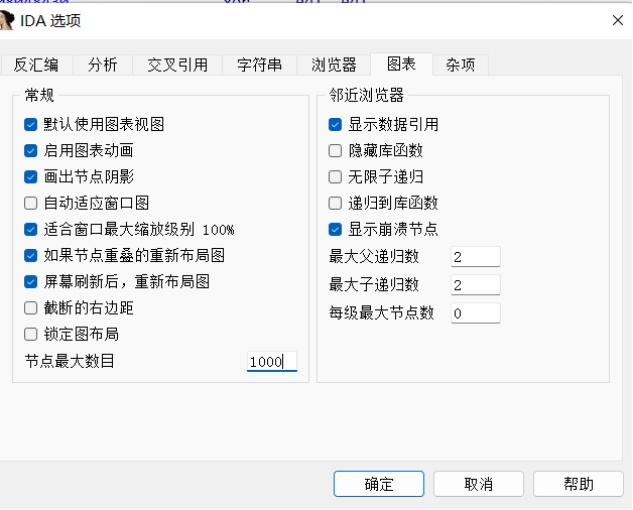 IDA 选项
反汇编 分析 交叉引用 字符串 浏览器 图表 杂项
常规
默认使用图表视图
启用图表动画
画出节点阴影
自动适应窗口图
适合窗口最大缩放级别 100%
如果节点重叠的重新布局图
屏幕刷新后，重新布局图
截断的右边距
锁定图布局
节点最大数目 1000
邻近浏览器
显示数据引用
隐藏库函数
无限子递归
递归到库函数
显示崩溃节点
最大父递归数 2
最大子递归数 2
每级最大节点数 0
确定 取消 帮助